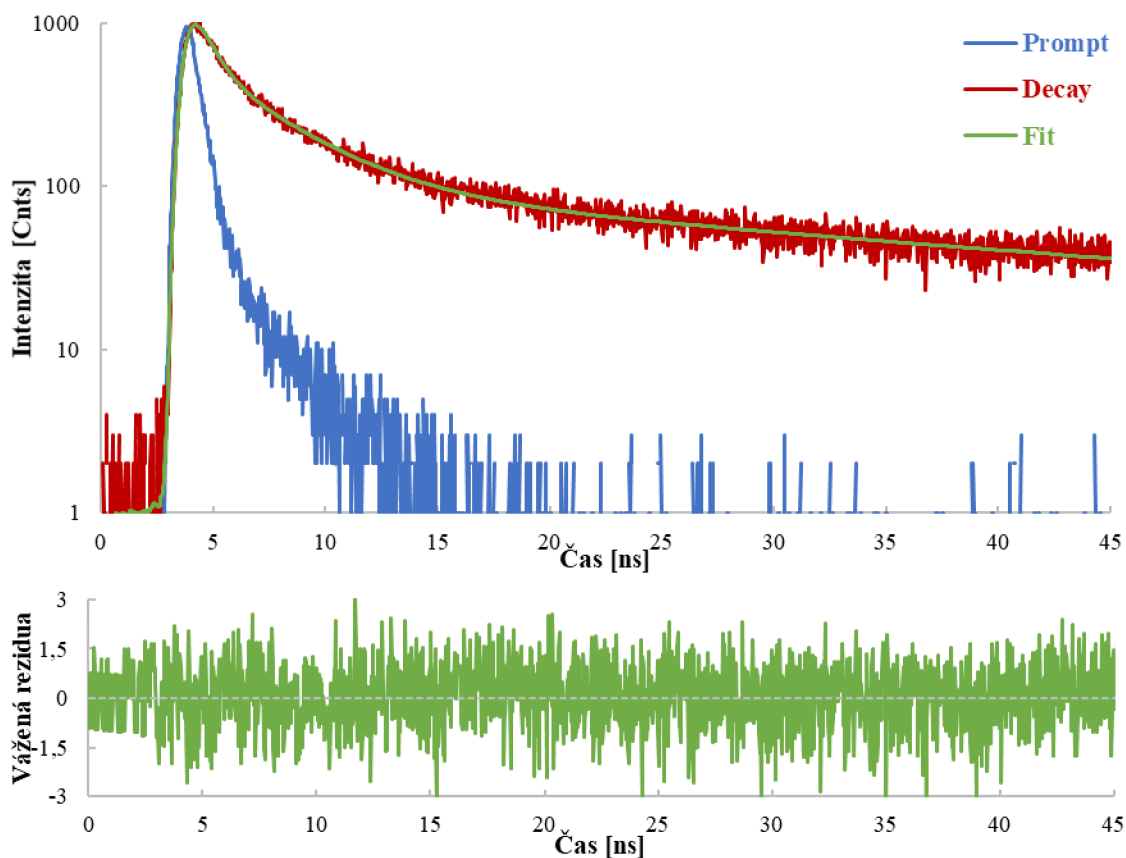 1000
100
10
1
Intenzita [Cnts]
Prompt
Decay
Fit
0 5 10 15 20 25 30 35 40 45
Čas [ns]
3
1,5
0
-1,5
-3
Vážená rezidua
0 5 10 15 20 25 30 35 40 45
Čas [ns]